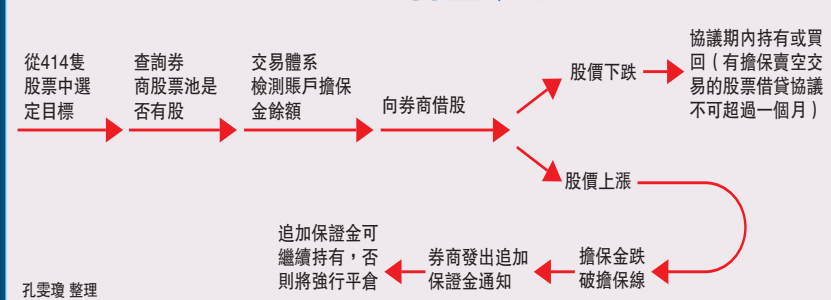 從414隻
股票中選
定目標
查詢券
商股票池是
否有股
交易體系
檢測賬戶擔保
金餘額
向券商借股
股價下跌
協議期內持有或買
回（有擔保賣空交
易的股票借貸協議
不可超過一個月）
股價上漲
擔保金跌
破擔保線
券商發出追加
保證金通知
追加保證金可
繼續持有，否
則將強行平倉
孔雯瓊 整理